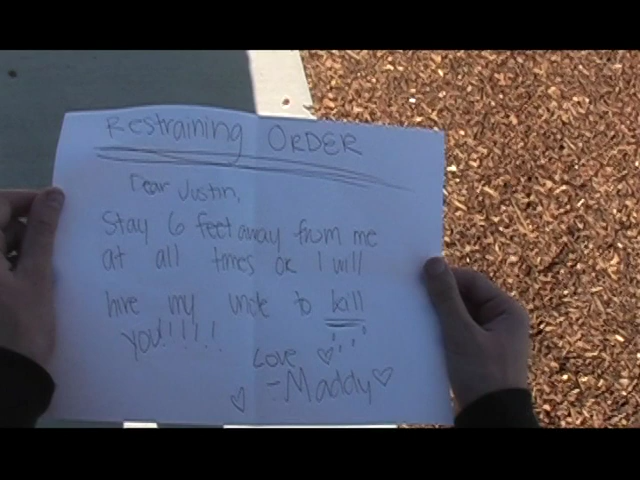 Restraining ORDER
Dear Justin,
Stay 6 feet away from me
at all times or I will
hire my uncle to kill
YOU!!!!!
Love
-Maddy